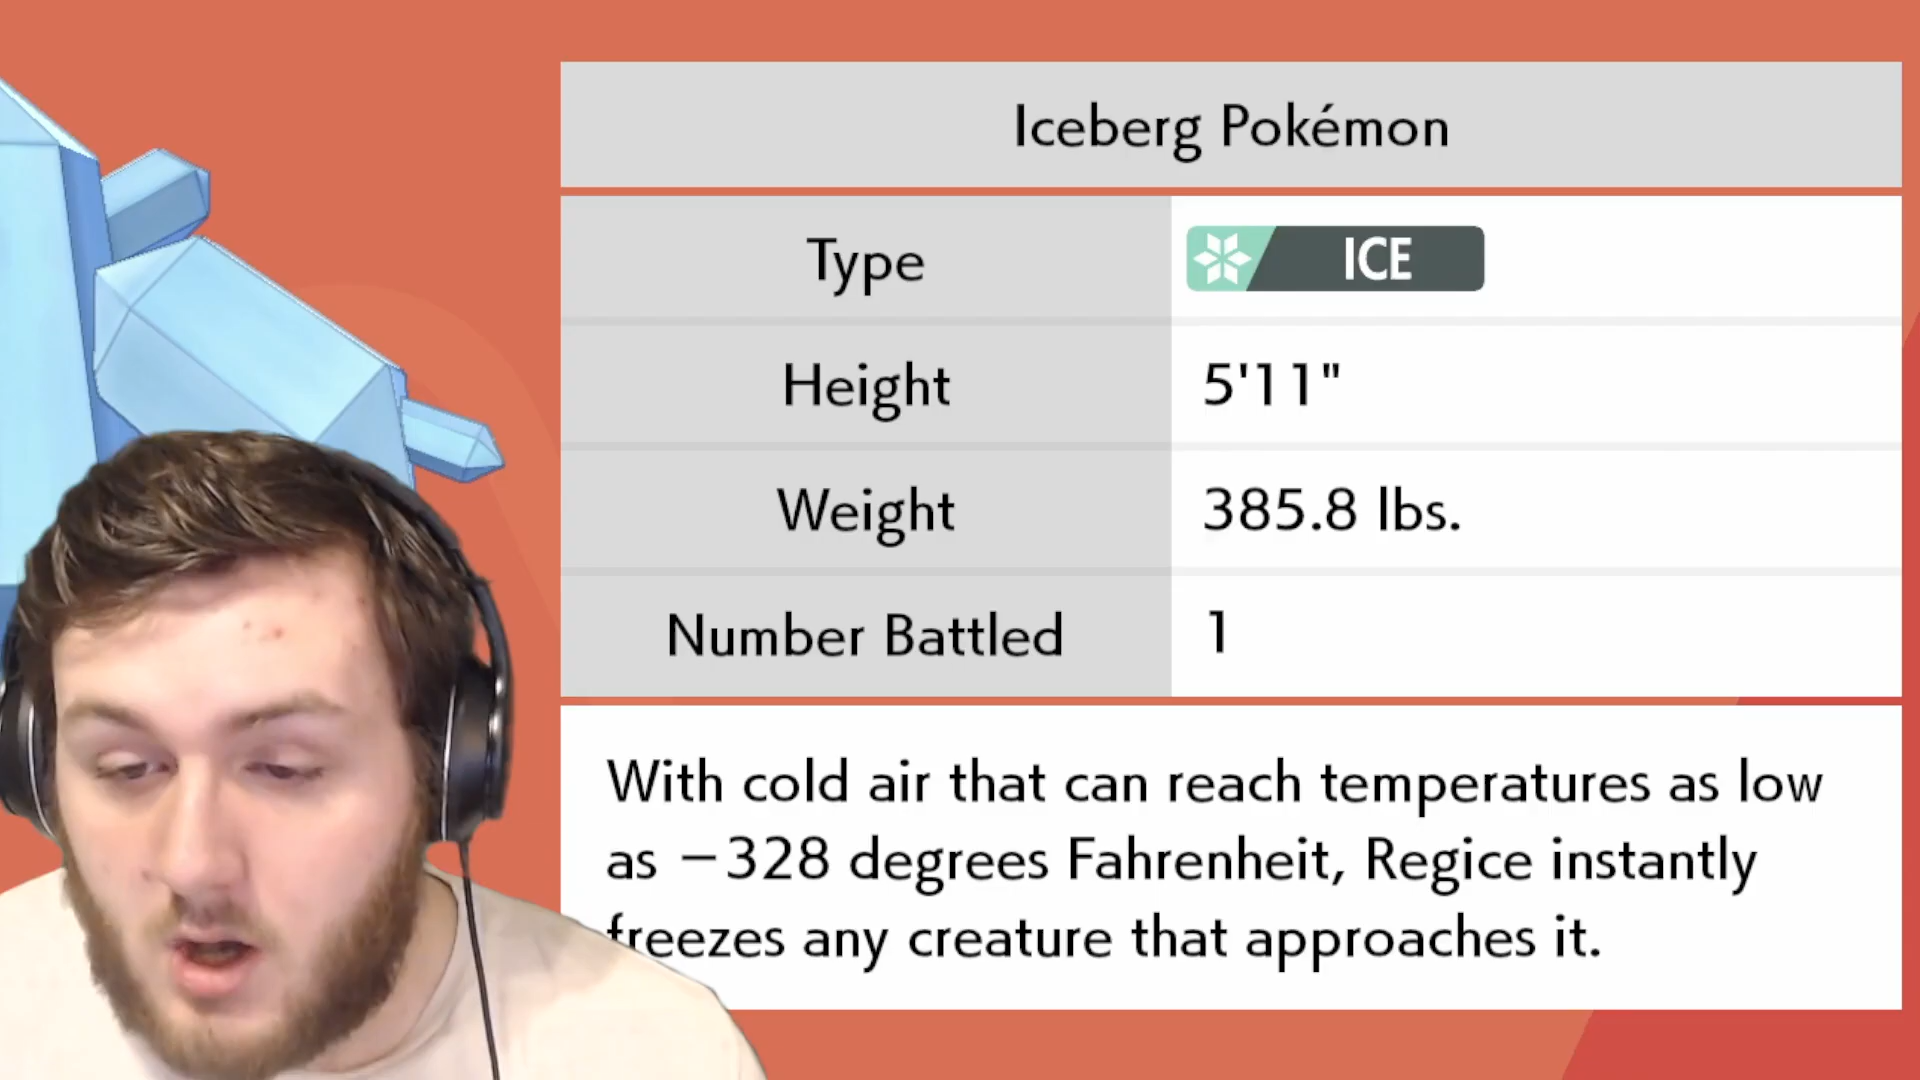 Iceberg Pokémon
Type ICE
Height 5'11"
Weight 385.8 lbs.
Number Battled 1
With cold air that can reach temperatures as low
as −328 degrees Fahrenheit, Regice instantly
freezes any creature that approaches it.